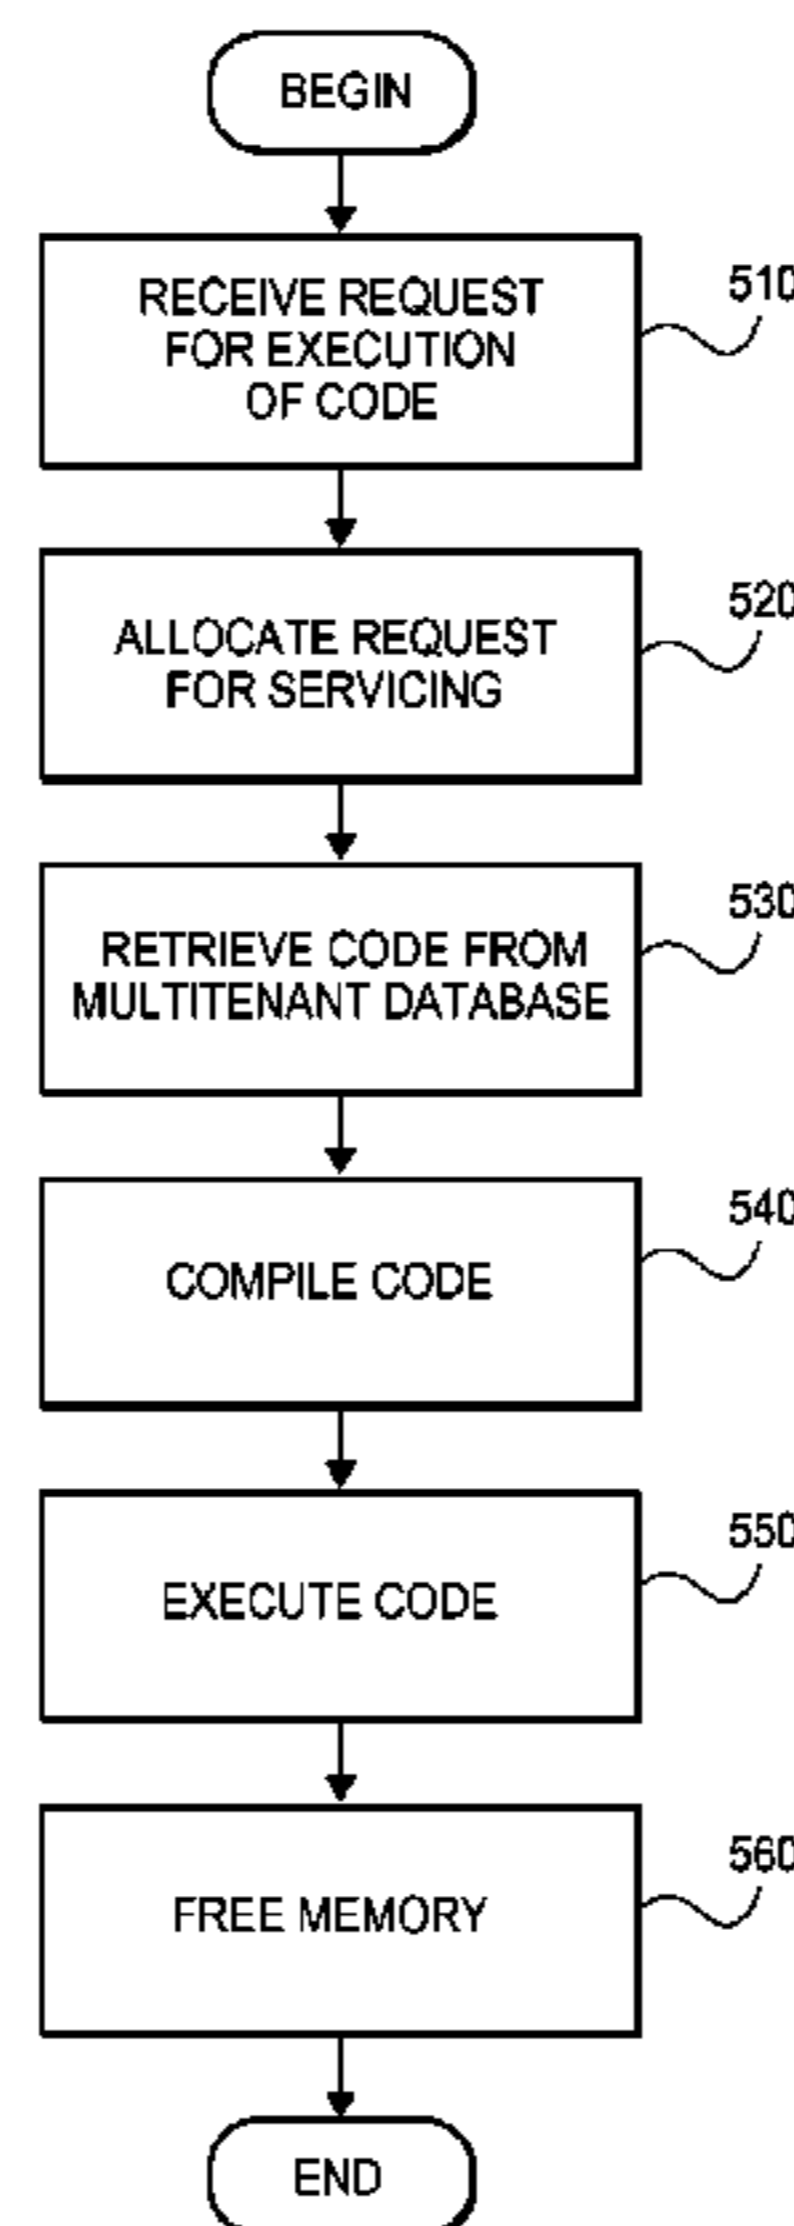 BEGIN
RECEIVE REQUEST
FOR EXECUTION
OF CODE
510
ALLOCATE REQUEST
FOR SERVICING
520
RETRIEVE CODE FROM
MULTITENANT DATABASE
530
COMPILE CODE
540
EXECUTE CODE
550
FREE MEMORY
560
END